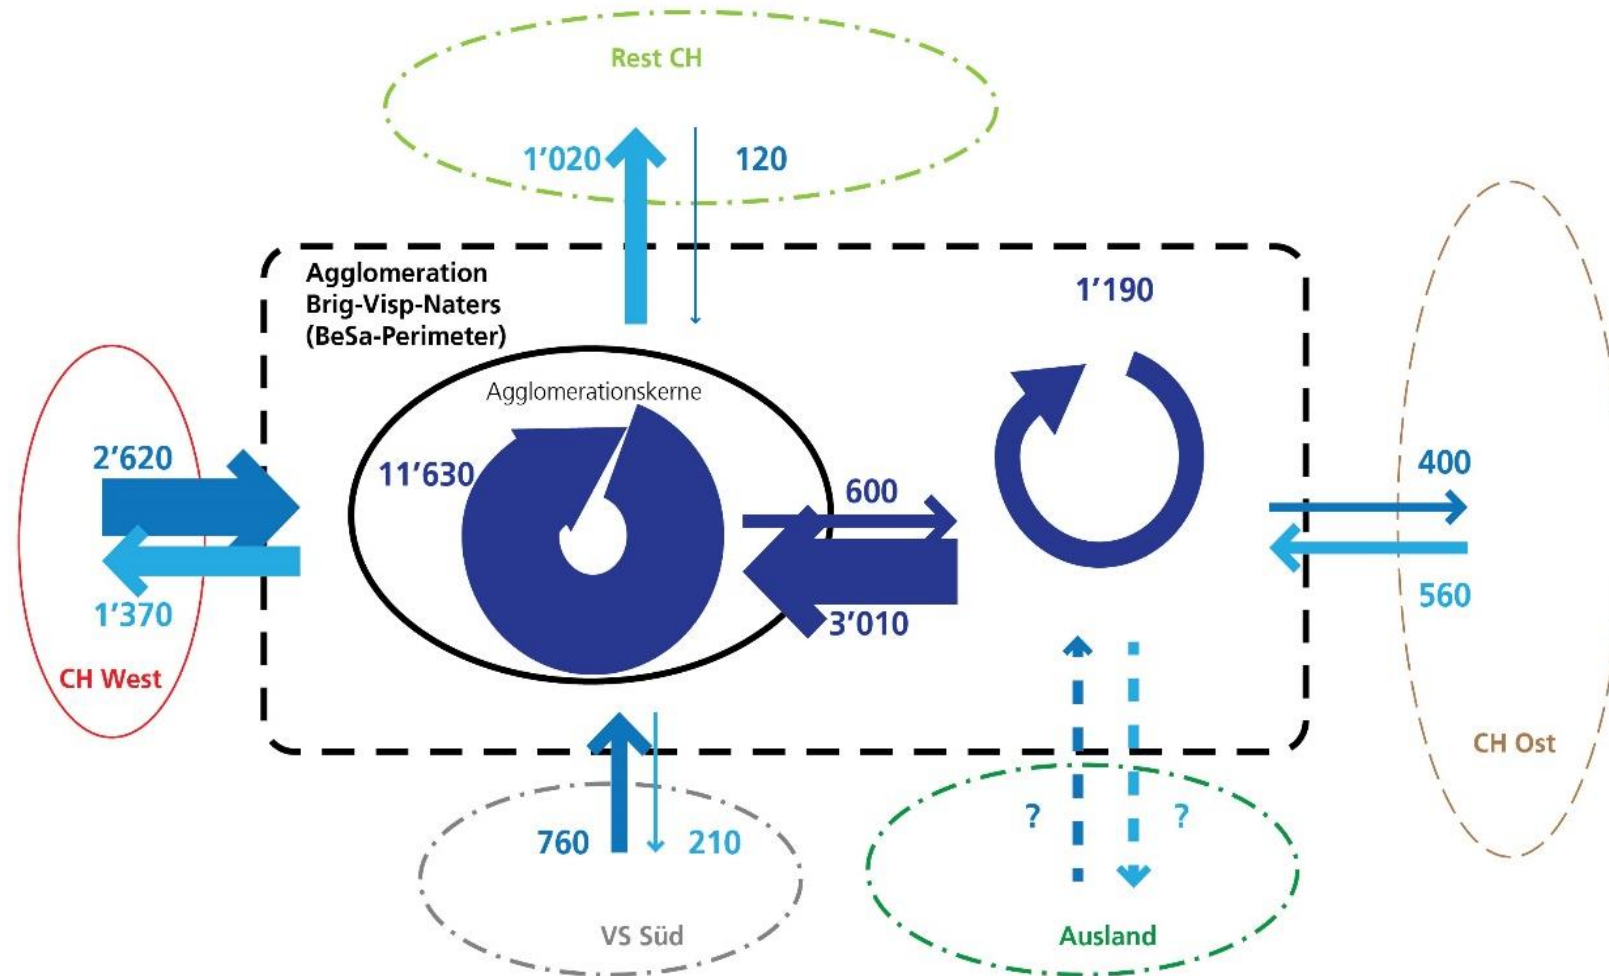 Rest CH
1’020
120
Agglomeration
Brig-Visp-Naters
(BeSa-Perimeter)
1’190
Agglomerationskerne
2’620
11’630
600
400
1’370
3’010
560
CH West
CH Ost
760
210
?
?
VS Süd
Ausland